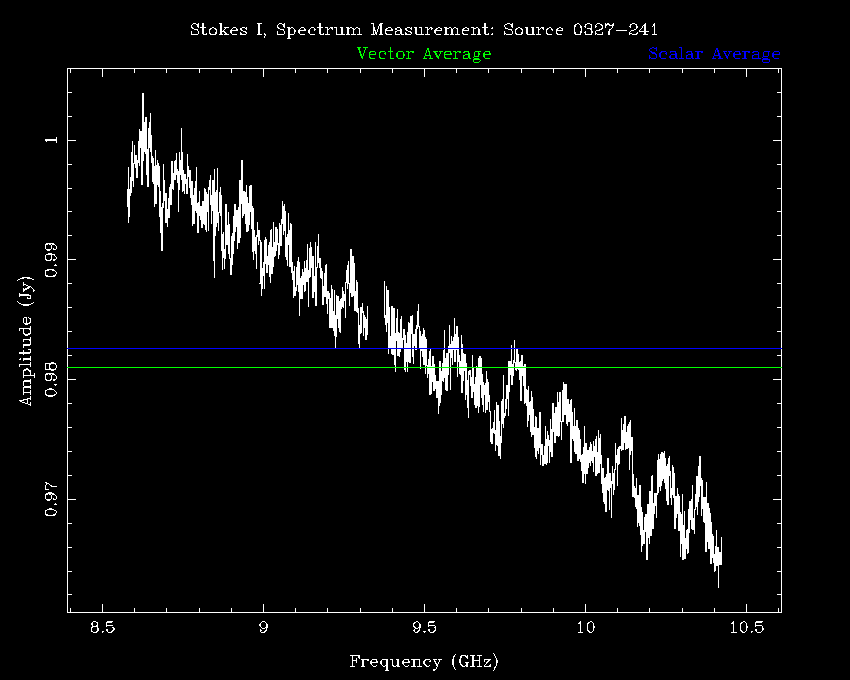 Stokes I, Spectrum Measurement: Source 0327−241
Vector Average Scalar Average
1
0.99
0.98
0.97
Amplitude (Jy)
8.5 9 9.5 10 10.5
Frequency (GHz)